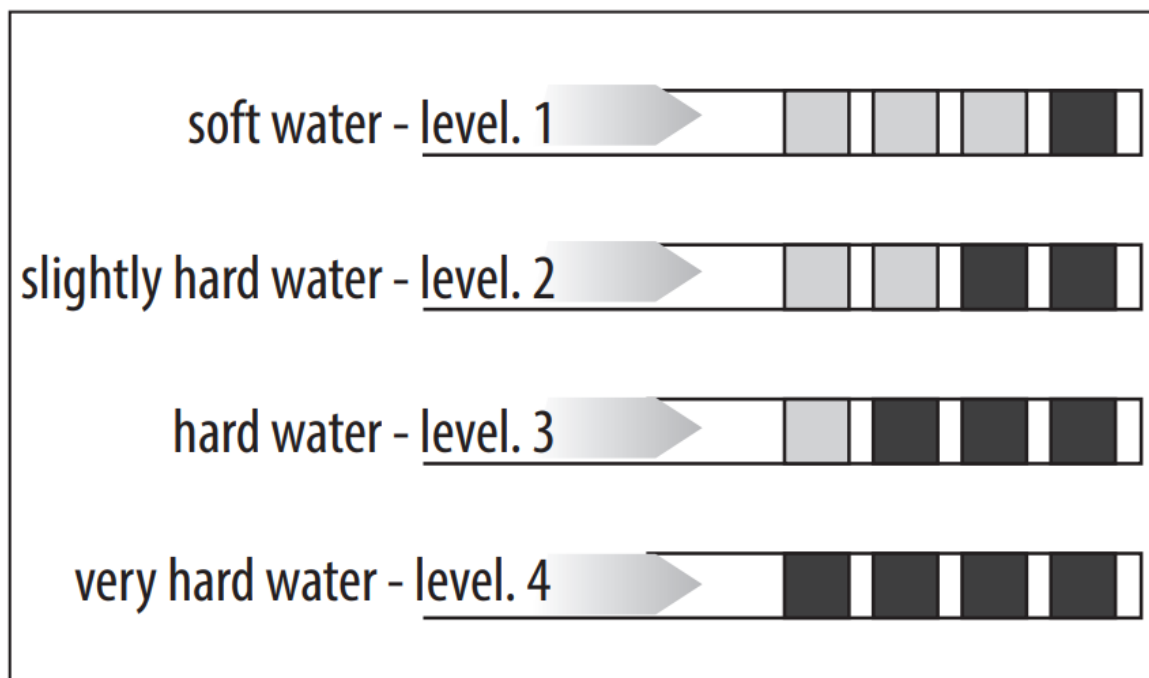 soft water - level. 1
slightly hard water - level. 2
hard water - level. 3
very hard water - level. 4